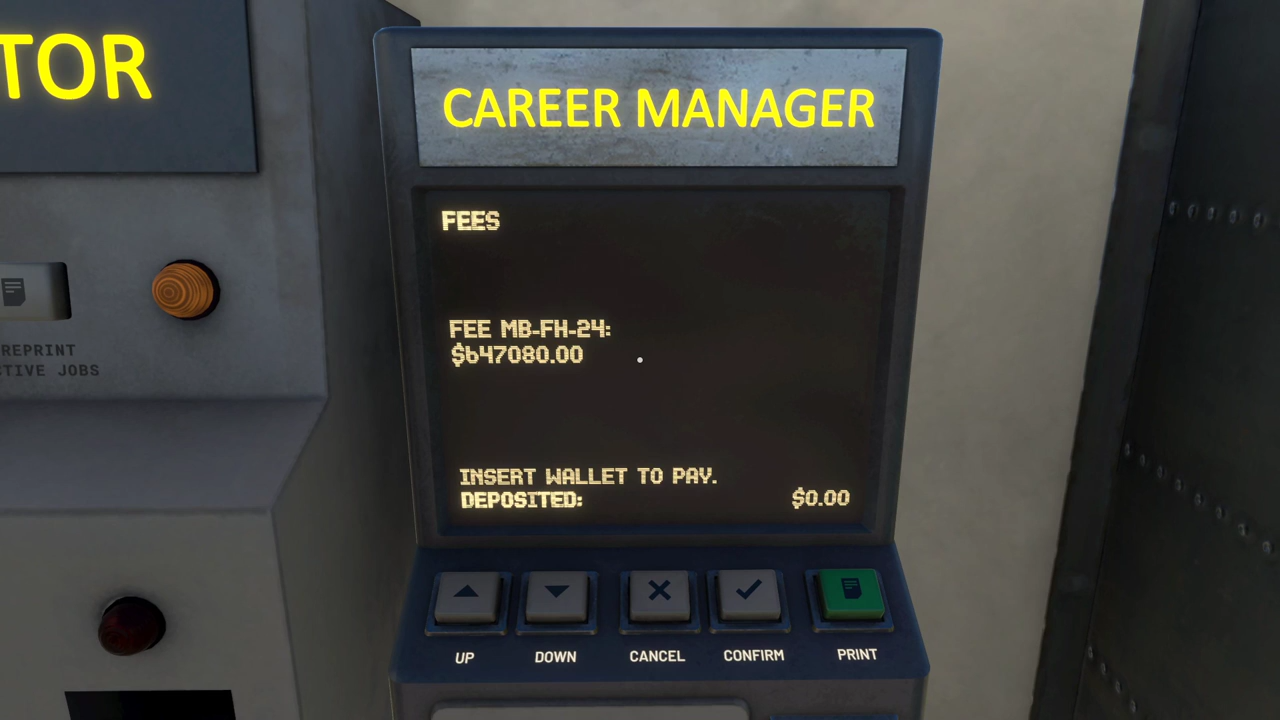 TOR
CAREER MANAGER
FEES
FEE MB-FH-24:
$647080.00
INSERT WALLET TO PAY.
DEPOSITED: $0.00
REPRINT
TIVE JOBS
UP DOWN CANCEL CONFIRM PRINT